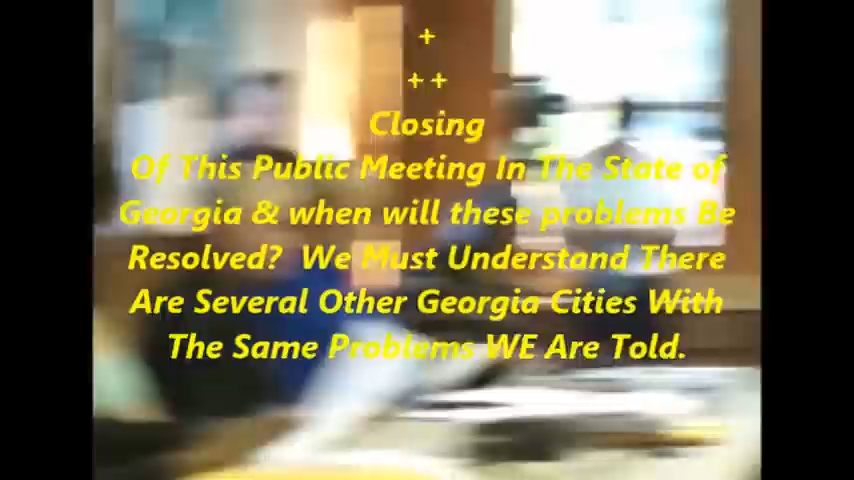 +
++
Closing
Of This Public Meeting In The State of
Georgia & when will these problems Be
Resolved?  We Must Understand There
Are Several Other Georgia Cities With
The Same Problems WE Are Told.